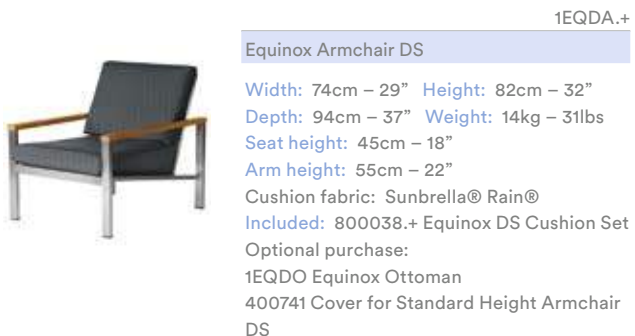 1EQDA.+
Equinox Armchair DS
Width: 74cm – 29” Height: 82cm – 32”
Depth: 94cm – 37” Weight: 14kg – 31lbs
Seat height: 45cm – 18”
Arm height: 55cm – 22”
Cushion fabric: Sunbrella® Rain®
Included: 800038.+ Equinox DS Cushion Set
Optional purchase:
1EQDO Equinox Ottoman
400741 Cover for Standard Height Armchair
DS